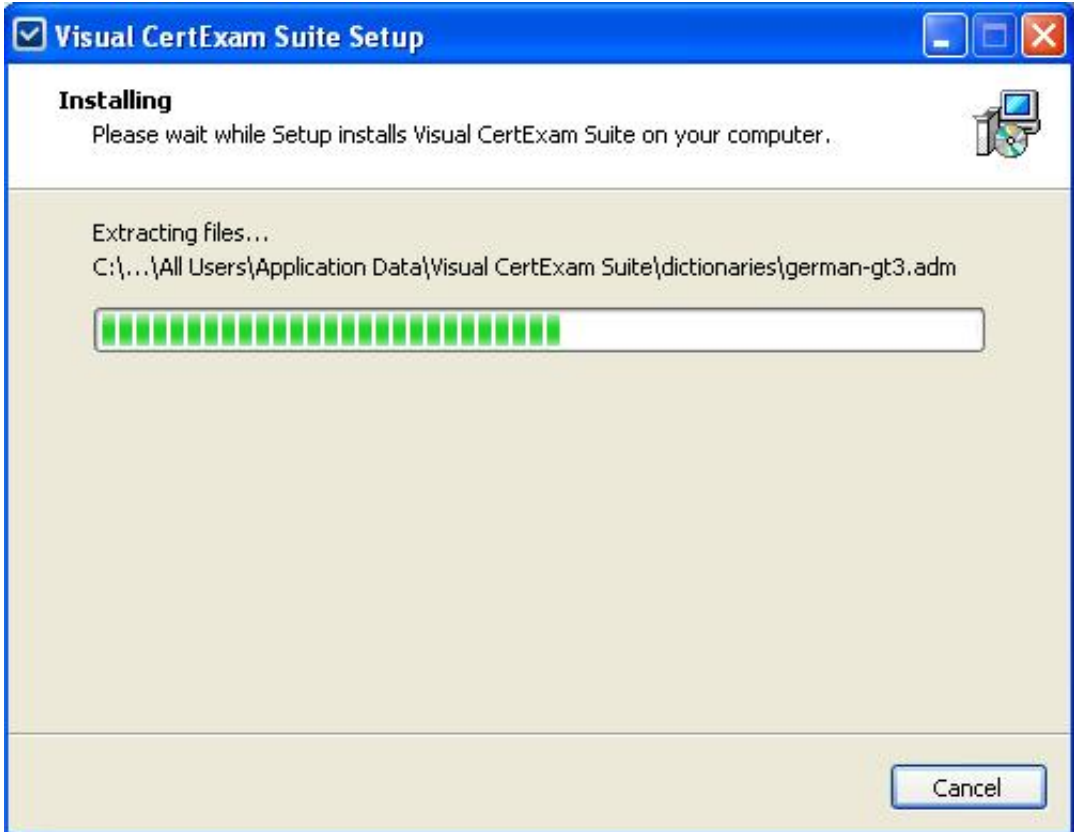 Visual CertExam Suite Setup
Installing
Please wait while Setup installs Visual CertExam Suite on your computer.
Extracting files...
C:\...\All Users\Application Data\Visual CertExam Suite\dictionaries\german-gt3.adm
Cancel